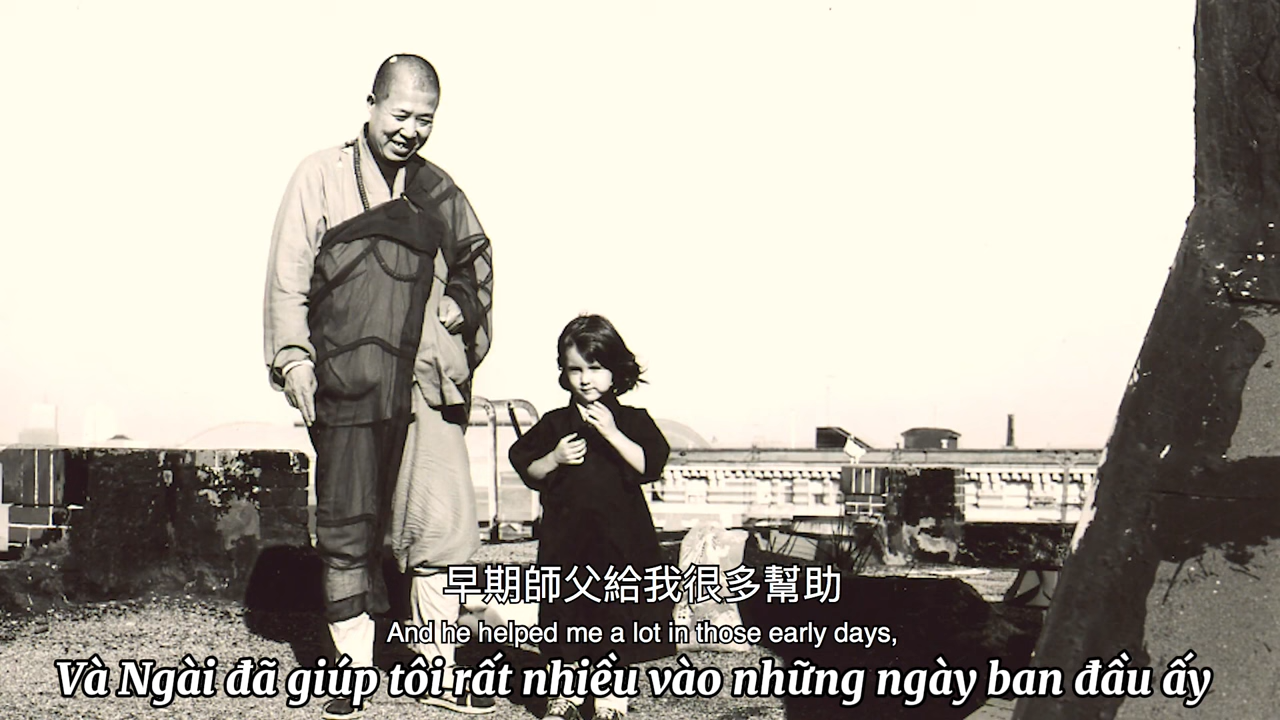 早期師父給我很多幫助
And he helped me a lot in those early days,
Và Ngài đã giúp tôi rất nhiều vào những ngày ban đầu ấy